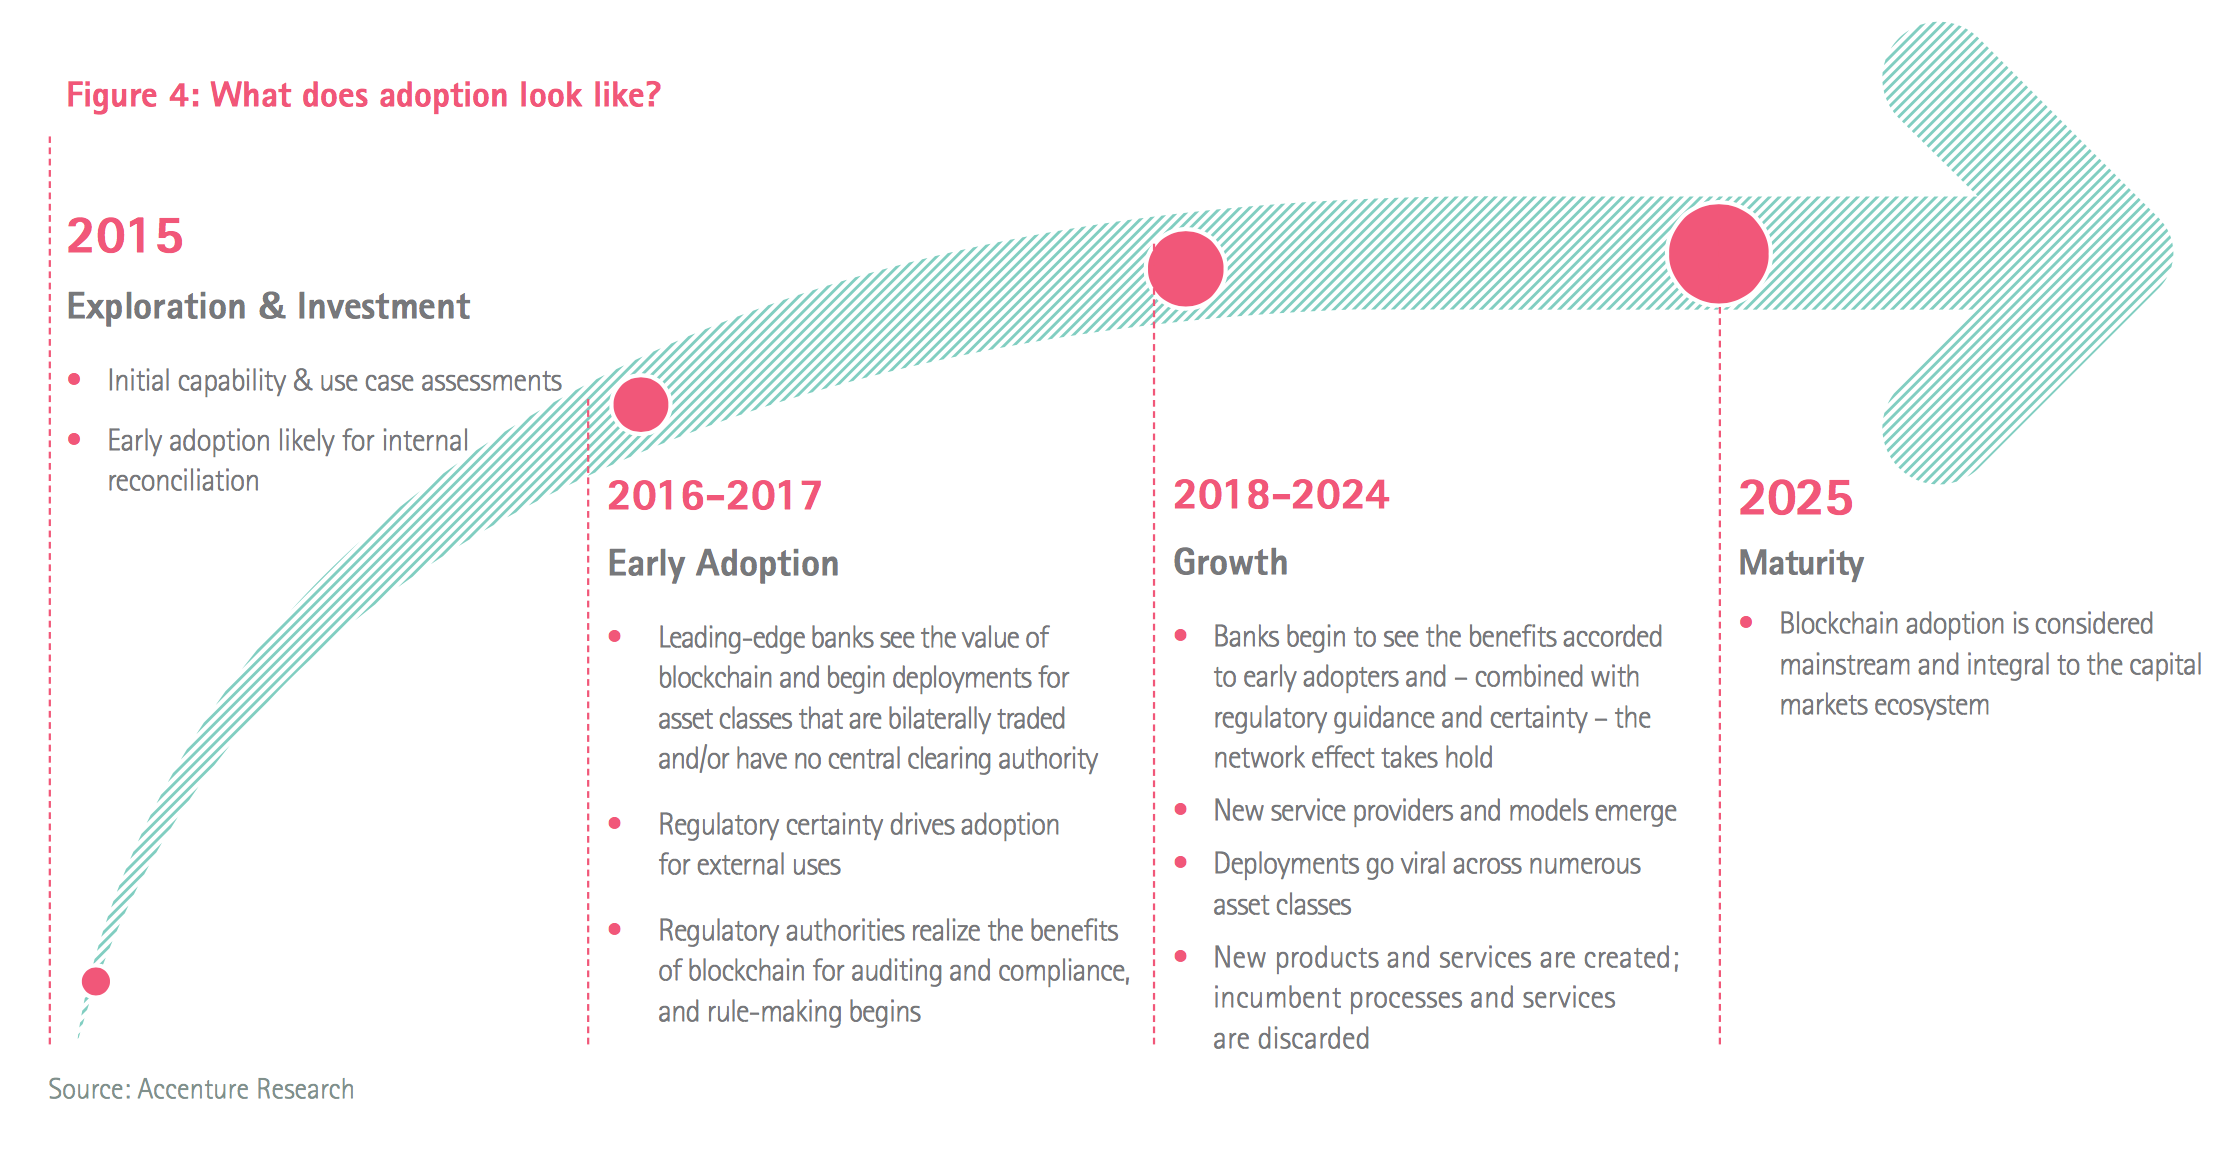 Figure 4: What does adoption look like?
2015
Exploration & Investment
• Initial capability & use case assessments
• Early adoption likely for internal
reconciliation
2016–2017
Early Adoption
• Leading-edge banks see the value of
blockchain and begin deployments for
asset classes that are bilaterally traded
and/or have no central clearing authority
• Regulatory certainty drives adoption
for external uses
• Regulatory authorities realize the benefits
of blockchain for auditing and compliance,
and rule-making begins
2018–2024
Growth
• Banks begin to see the benefits accorded
to early adopters and – combined with
regulatory guidance and certainty – the
network effect takes hold
• New service providers and models emerge
• Deployments go viral across numerous
asset classes
• New products and services are created;
incumbent processes and services
are discarded
2025
Maturity
• Blockchain adoption is considered
mainstream and integral to the capital
markets ecosystem
Source: Accenture Research